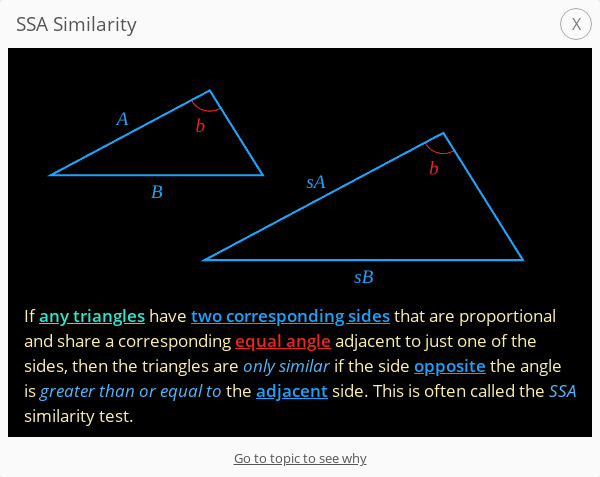 SSA Similarity
X
A
b
B
sA
b
sB
If any triangles have two corresponding sides that are proportional
and share a corresponding equal angle adjacent to just one of the
sides, then the triangles are only similar if the side opposite the angle
is greater than or equal to the adjacent side. This is often called the SSA
similarity test.
Go to topic to see why